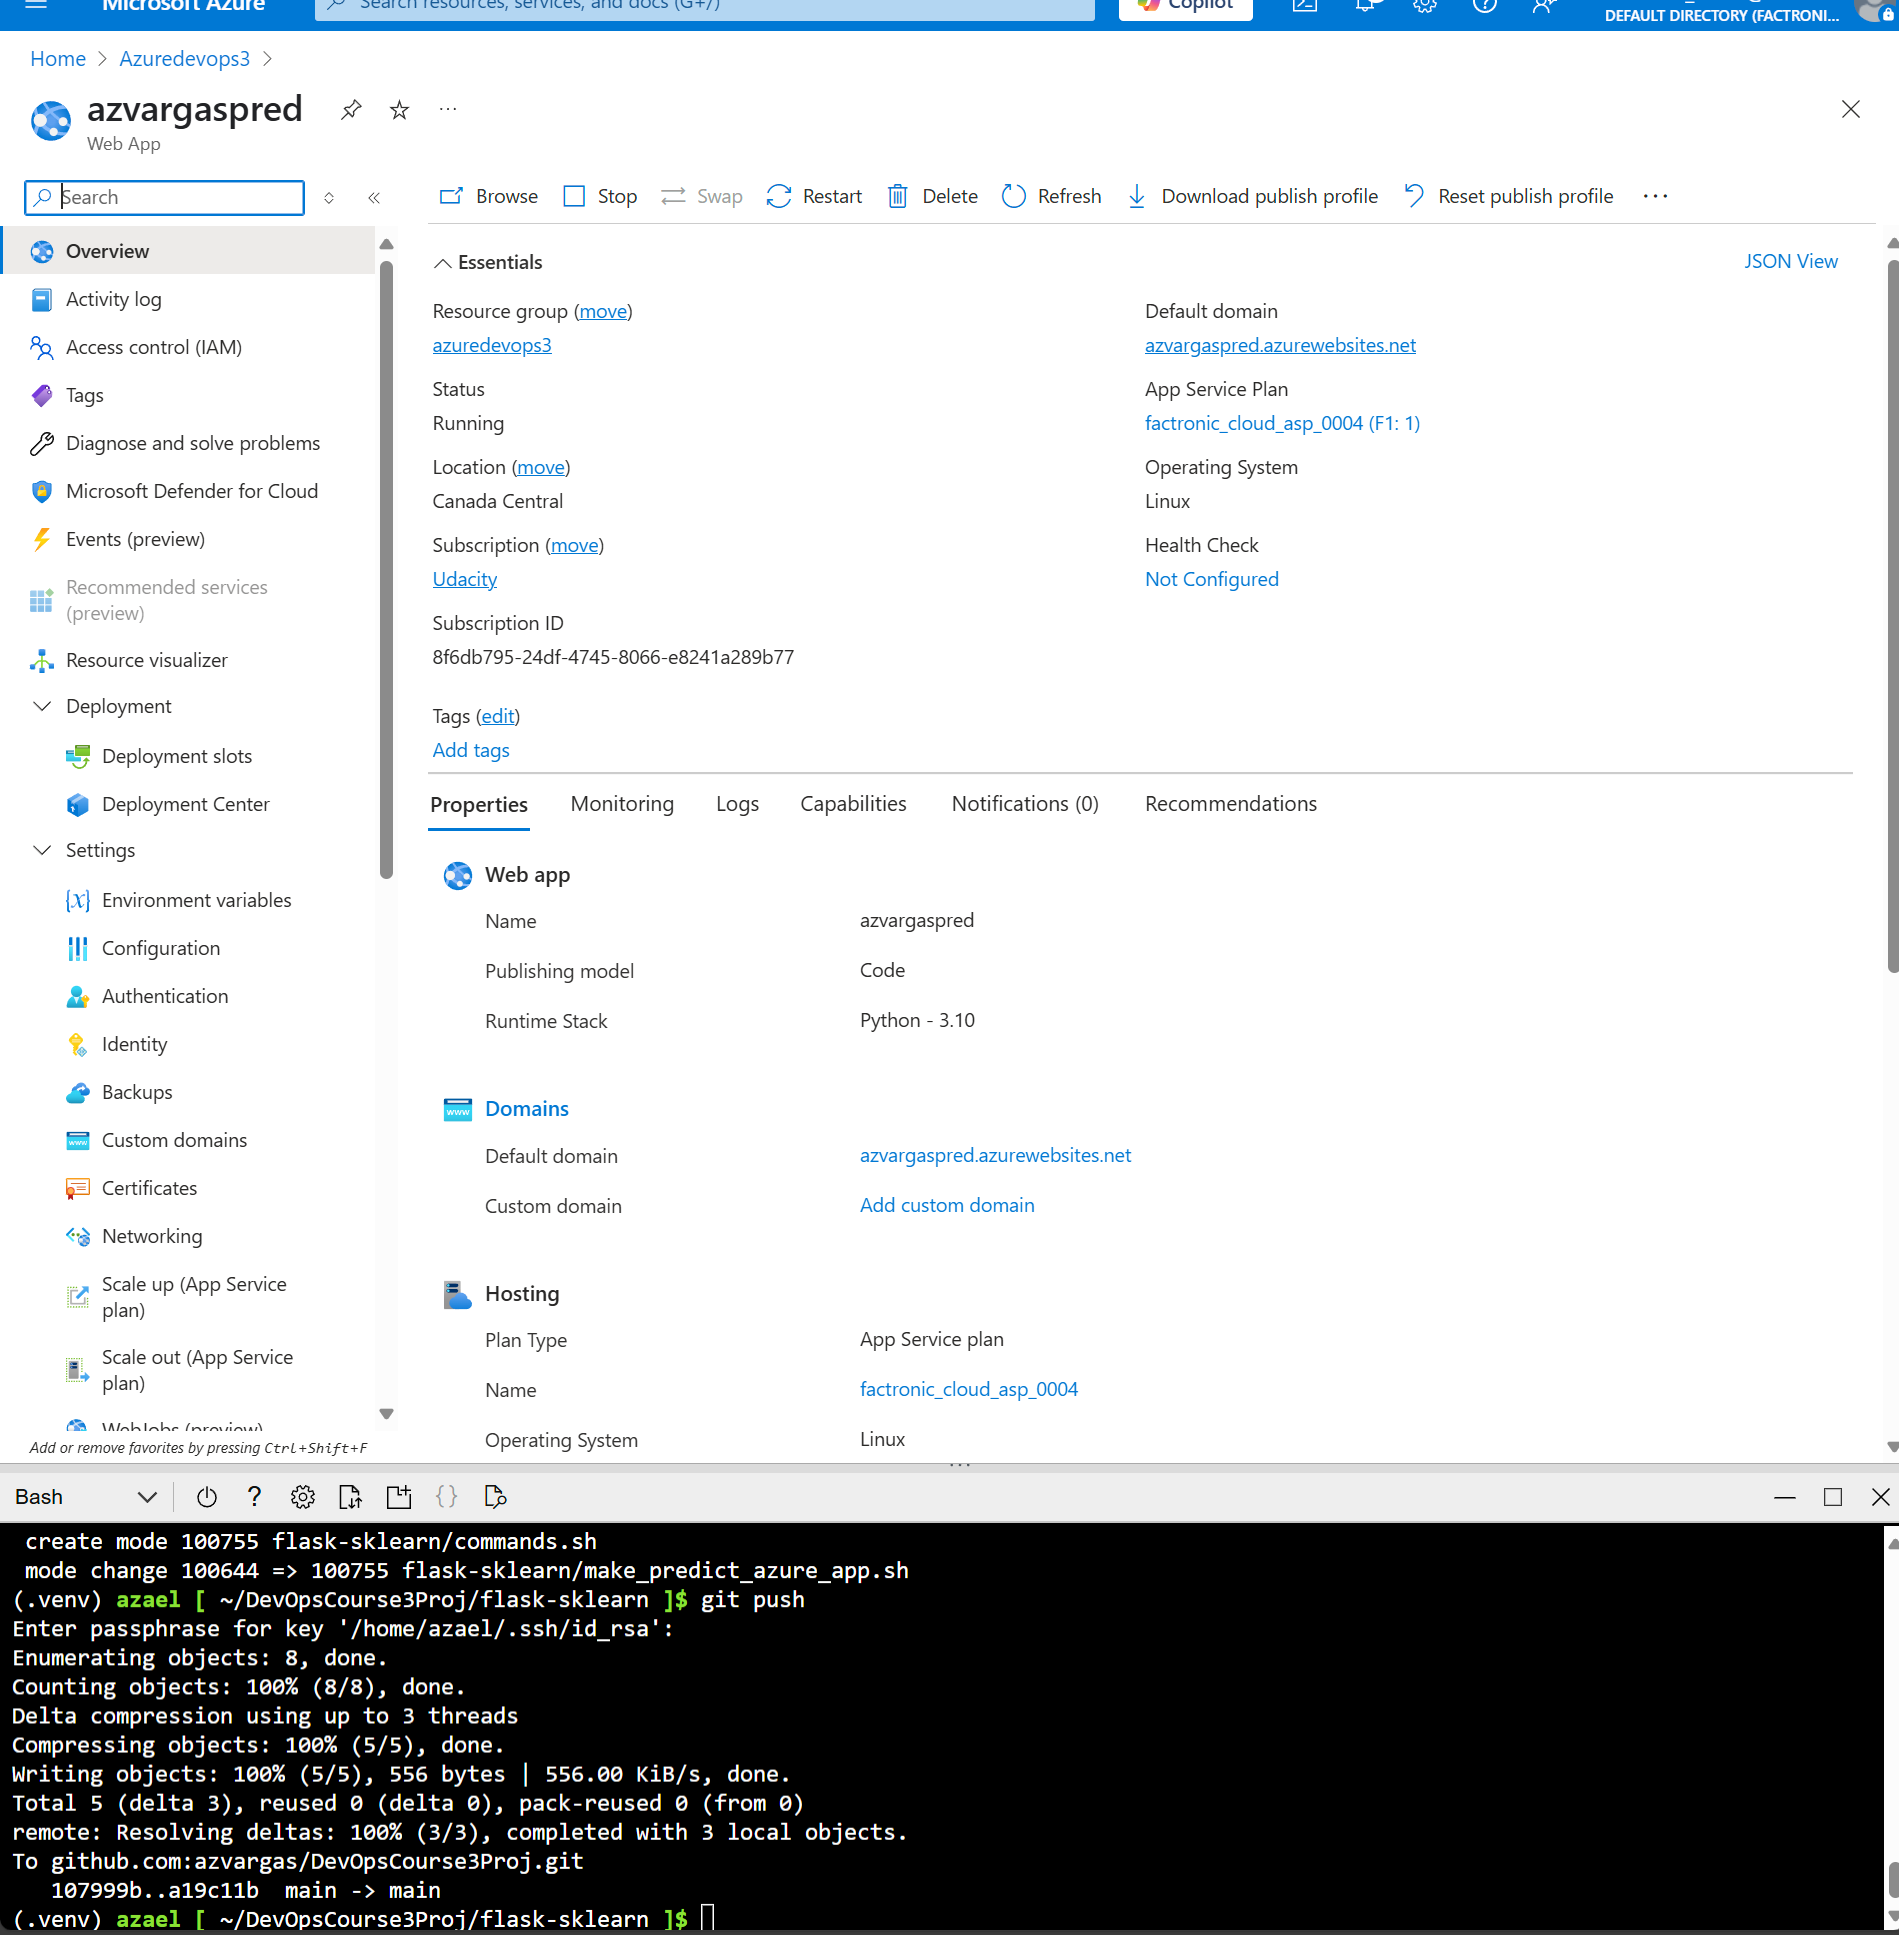 Microsoft Azure
Search resources, services, and docs (G+/)
Copilot
DEFAULT DIRECTORY (FACTRONI...
Home > Azuredevops3 >
azvargaspred
Web App
Search
Browse Stop Swap Restart Delete Refresh Download publish profile Reset publish profile
Overview
Activity log
Access control (IAM)
Tags
Diagnose and solve problems
Microsoft Defender for Cloud
Events (preview)
Recommended services
(preview)
Resource visualizer
Deployment
Deployment slots
Deployment Center
Settings
Environment variables
Configuration
Authentication
Identity
Backups
Custom domains
Certificates
Networking
Scale up (App Service
plan)
Scale out (App Service
plan)
WebJobs (preview)
Add or remove favorites by pressing Ctrl+Shift+F
Essentials
JSON View
Resource group (move)
azuredevops3
Status
Running
Location (move)
Canada Central
Subscription (move)
Udacity
Subscription ID
8f6db795-24df-4745-8066-e8241a289b77
Tags (edit)
Add tags
Default domain
azvargaspred.azurewebsites.net
App Service Plan
factronic_cloud_asp_0004 (F1: 1)
Operating System
Linux
Health Check
Not Configured
Properties Monitoring Logs Capabilities Notifications (0) Recommendations
Web app
Name azvargaspred
Publishing model Code
Runtime Stack Python - 3.10
Domains
Default domain azvargaspred.azurewebsites.net
Custom domain Add custom domain
Hosting
Plan Type App Service plan
Name factronic_cloud_asp_0004
Operating System Linux
Bash
create mode 100755 flask-sklearn/commands.sh
mode change 100644 => 100755 flask-sklearn/make_predict_azure_app.sh
(.venv) azael [ ~/DevOpsCourse3Proj/flask-sklearn ]$ git push
Enter passphrase for key '/home/azael/.ssh/id_rsa':
Enumerating objects: 8, done.
Counting objects: 100% (8/8), done.
Delta compression using up to 3 threads
Compressing objects: 100% (5/5), done.
Writing objects: 100% (5/5), 556 bytes | 556.00 KiB/s, done.
Total 5 (delta 3), reused 0 (delta 0), pack-reused 0 (from 0)
remote: Resolving deltas: 100% (3/3), completed with 3 local objects.
To github.com:azvargas/DevOpsCourse3Proj.git
107999b..a19c11b main -> main
(.venv) azael [ ~/DevOpsCourse3Proj/flask-sklearn ]$